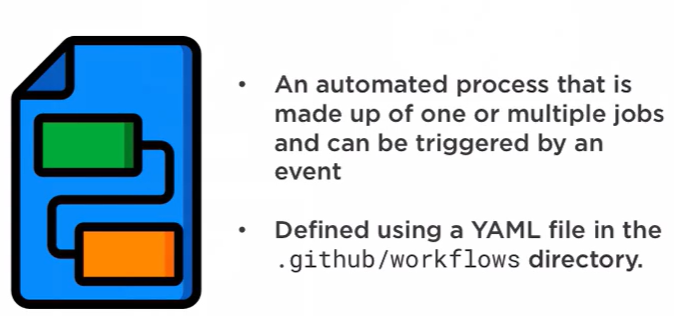 • An automated process that is
made up of one or multiple jobs
and can be triggered by an
event
• Defined using a YAML file in the
.github/workflows directory.